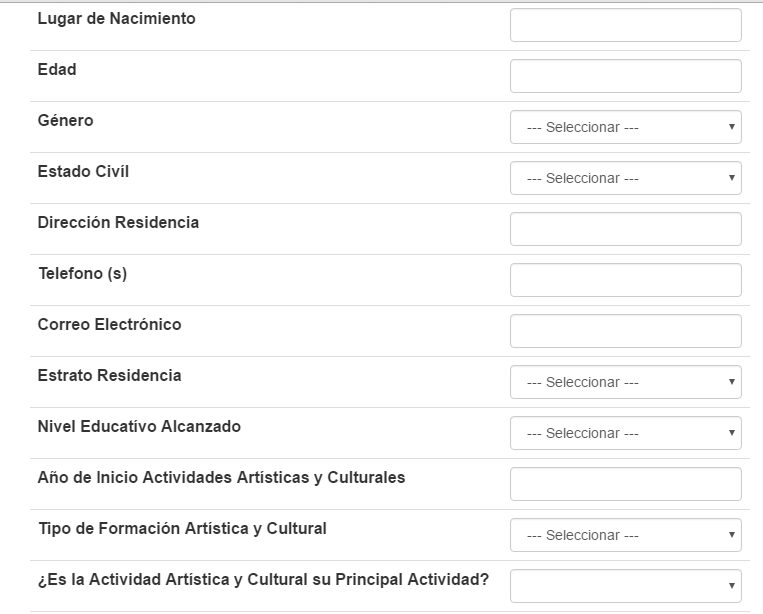 Lugar de Nacimiento
Edad
Género --- Seleccionar ---
Estado Civíl --- Seleccionar ---
Dirección Residencia
Telefono (s)
Correo Electrónico
Estrato Residencia --- Seleccionar ---
Nivel Educatívo Alcanzado --- Seleccionar ---
Año de Inicio Actividades Artísticas y Culturales
Tipo de Formación Artística y Cultural --- Seleccionar ---
¿Es la Actividad Artística y Cultural su Principal Actividad?